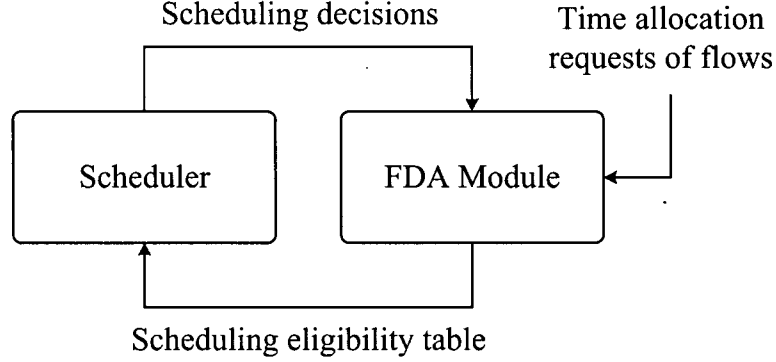 Scheduling decisions
Time allocation
requests of flows
Scheduler
FDA Module
Scheduling eligibility table